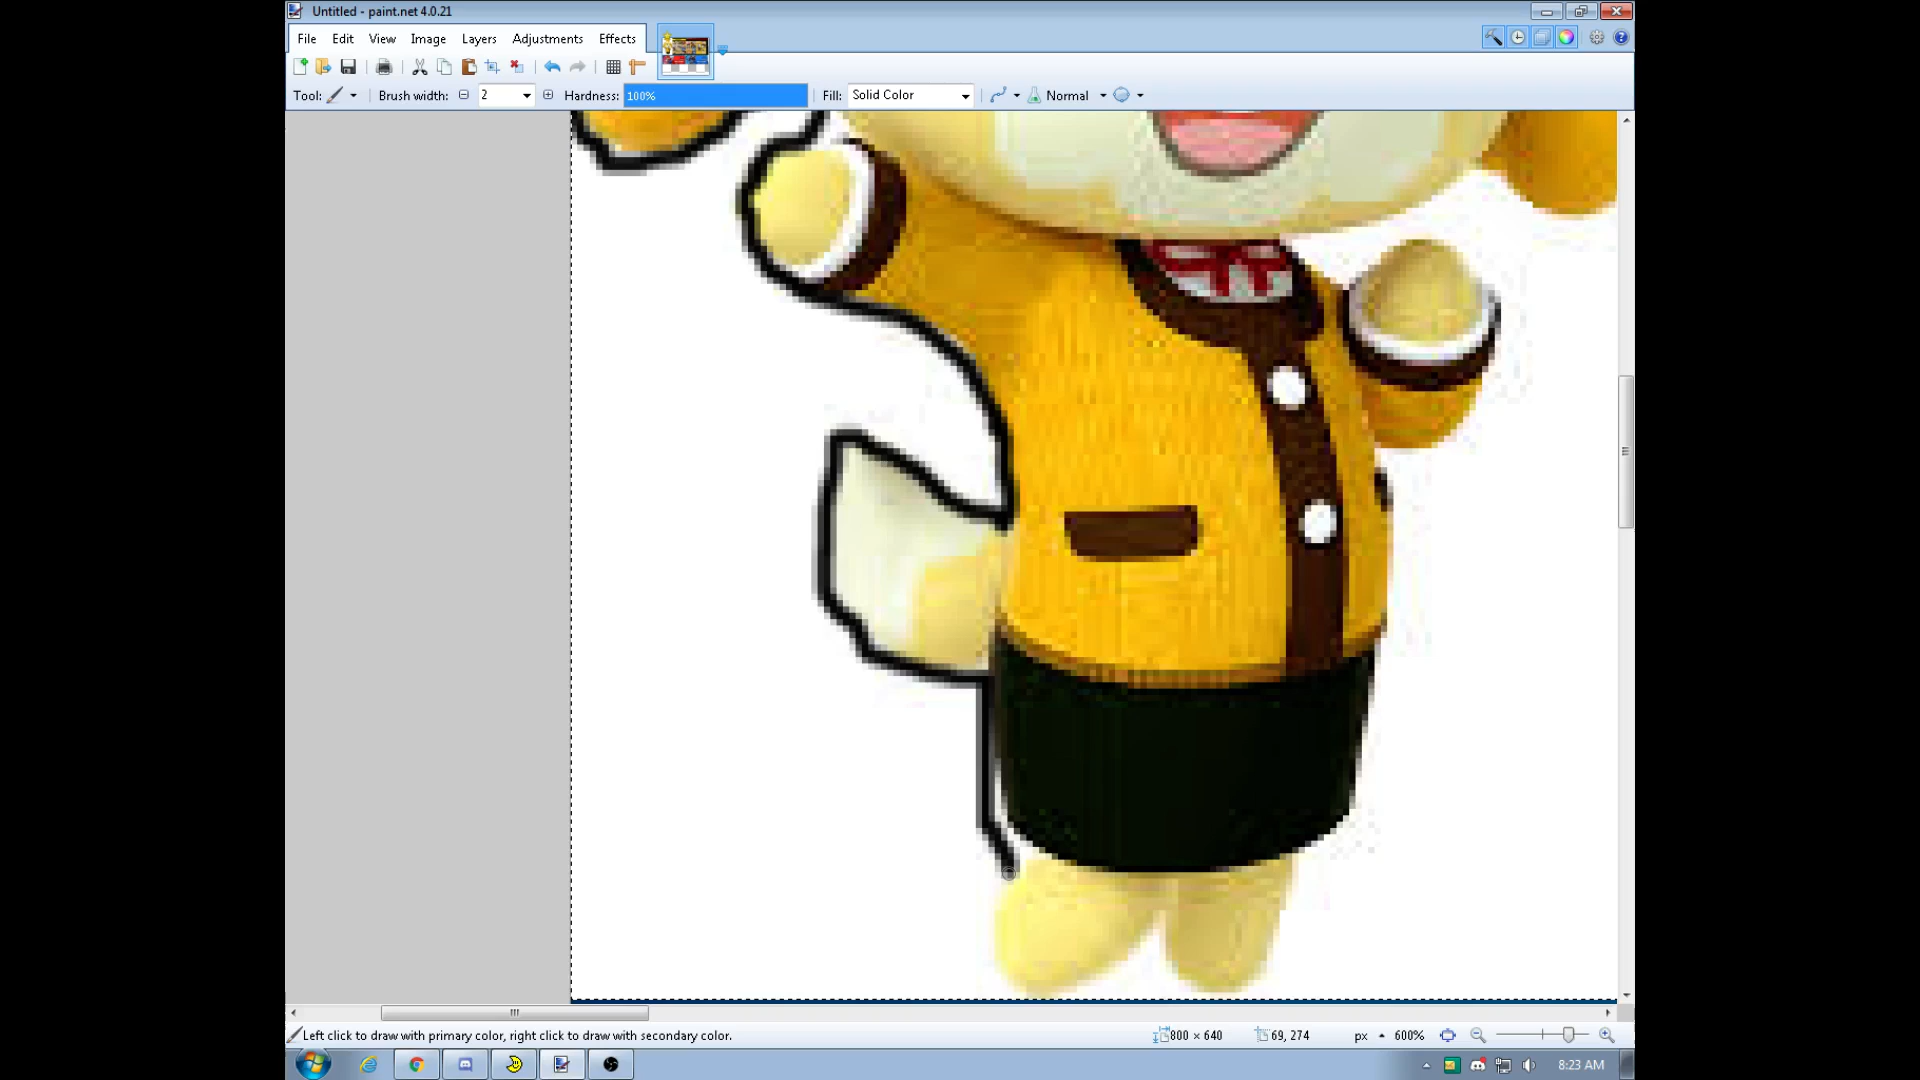 Untitled - paint.net 4.0.21
File Edit View Image Layers Adjustments Effects
Tool: Brush width: 2 Hardness: 100% Fill: Solid Color Normal
Left click to draw with primary color, right click to draw with secondary color. 800 × 640 69, 274 px 600%
8:23 AM